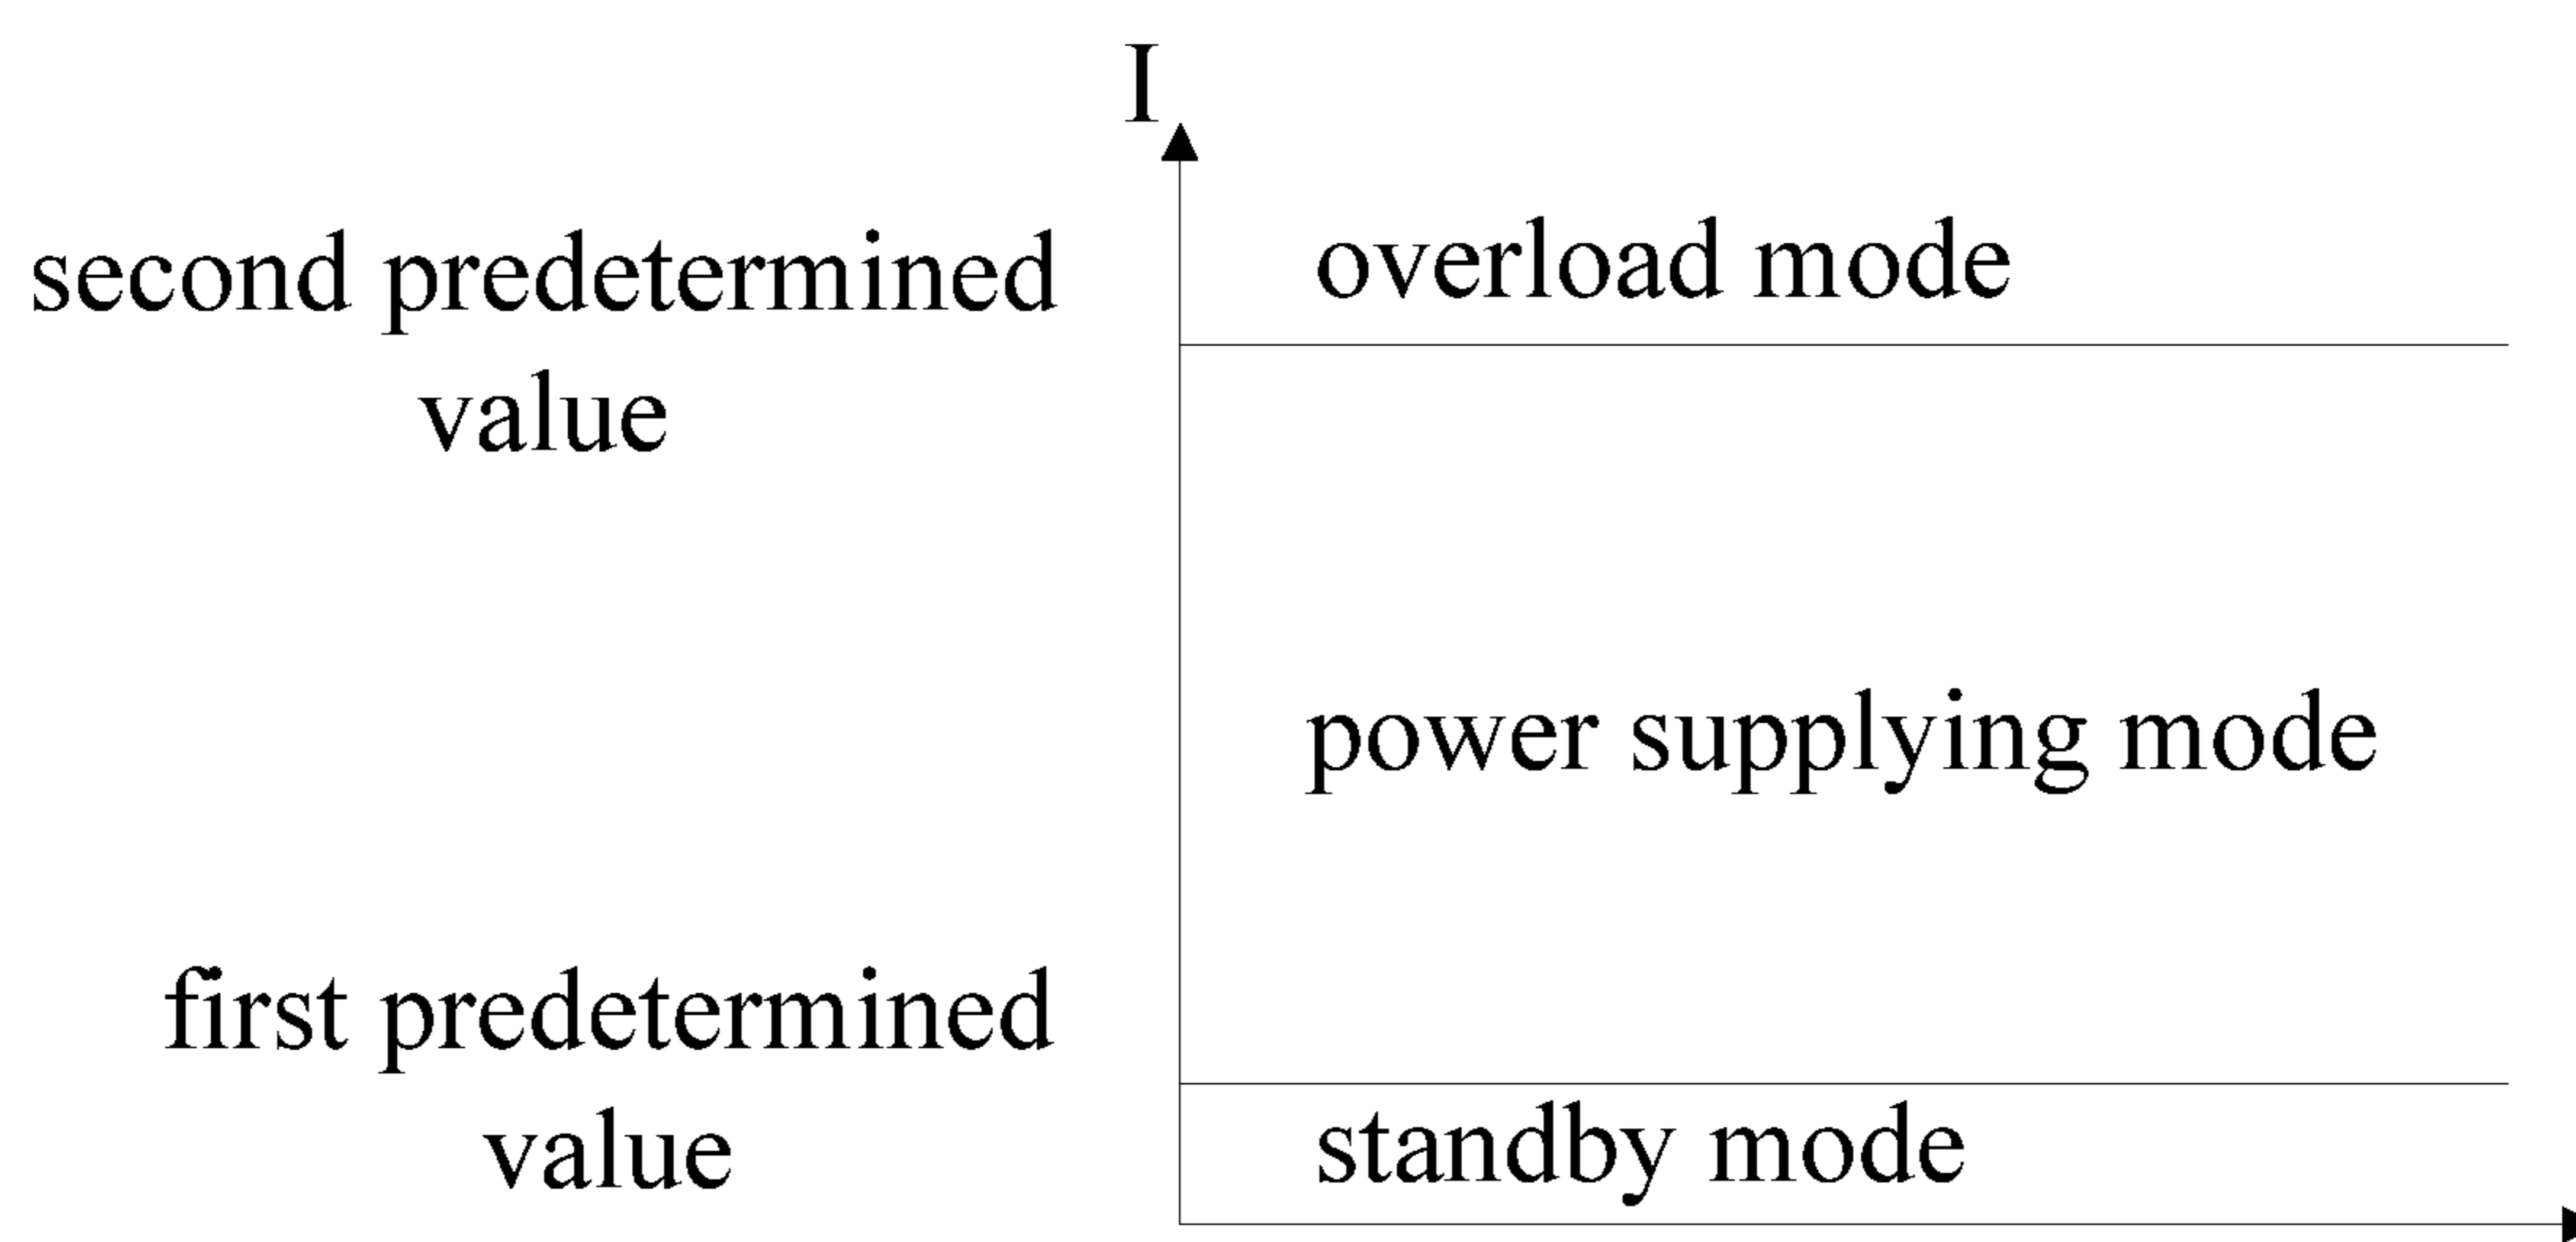 I
second predetermined
value
overload mode
power supplying mode
first predetermined
value
standby mode